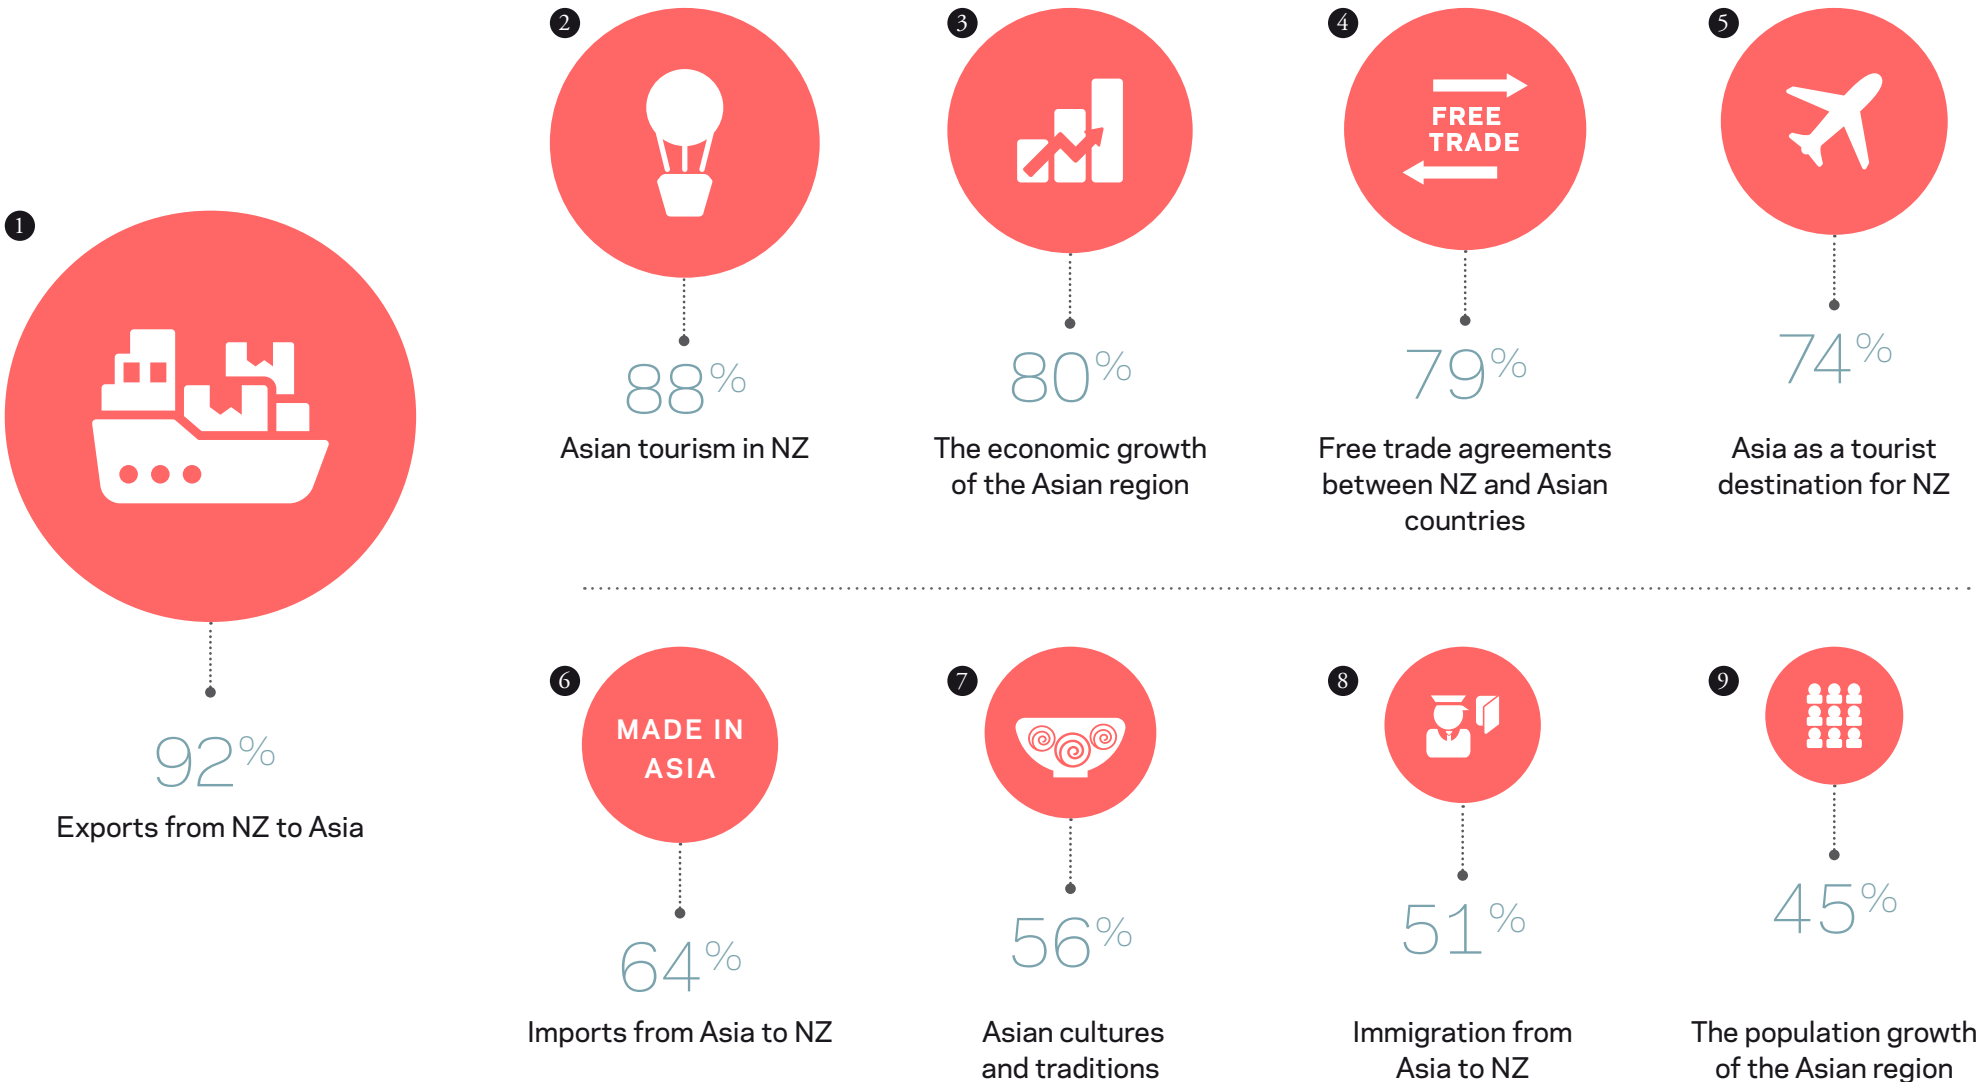 1
92%
Exports from NZ to Asia
2
88%
Asian tourism in NZ
3
80%
The economic growth
of the Asian region
4
FREE
TRADE
79%
Free trade agreements
between NZ and Asian
countries
5
74%
Asia as a tourist
destination for NZ
6
MADE IN
ASIA
64%
Imports from Asia to NZ
7
56%
Asian cultures
and traditions
8
51%
Immigration from
Asia to NZ
9
45%
The population growth
of the Asian region